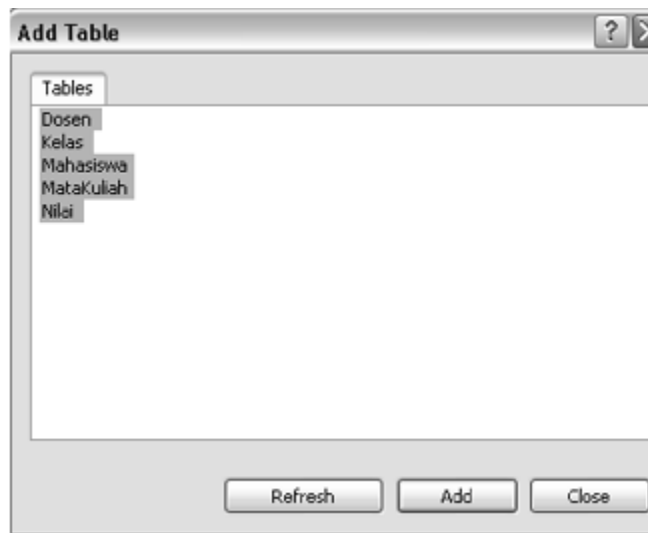 Add Table
?
Tables
Dosen
Kelas
Mahasiswa
MataKuliah
Nilai
Refresh Add Close